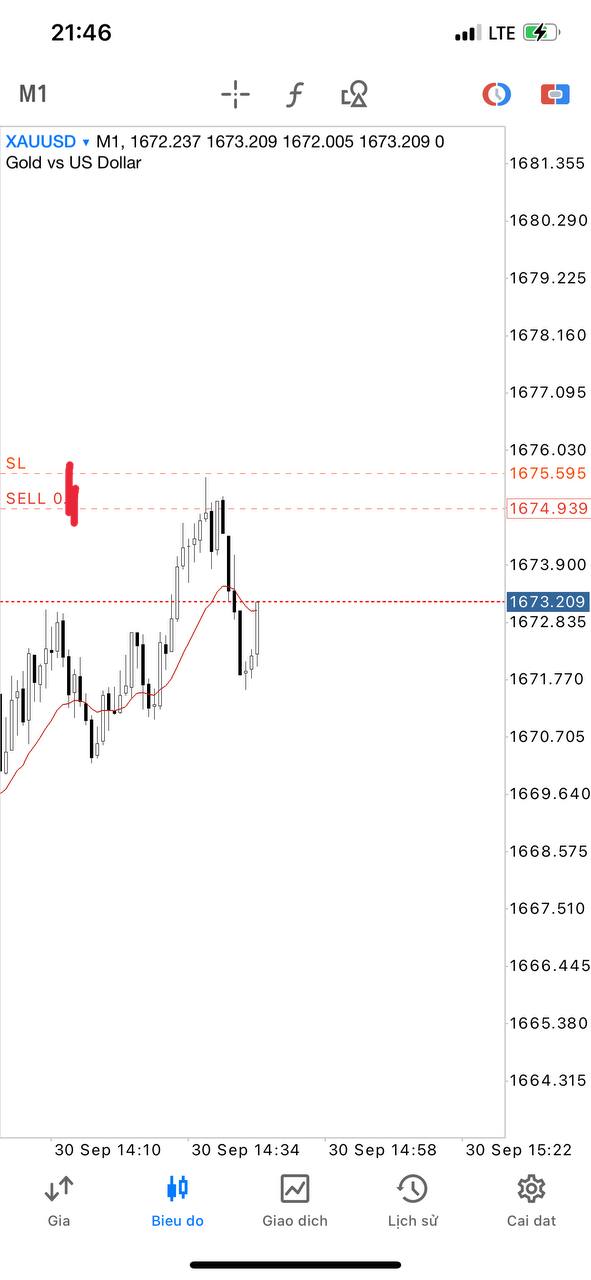 21:46
LTE
M1
XAUUSD M1, 1672.237 1673.209 1672.005 1673.209 0
Gold vs US Dollar
1681.355
1680.290
1679.225
1678.160
1677.095
1676.030
SL
1675.595
SELL 0.
1674.939
1673.900
1673.209
1672.835
1671.770
1670.705
1669.640
1668.575
1667.510
1666.445
1665.380
1664.315
30 Sep 14:10
30 Sep 14:34
30 Sep 14:58
30 Sep 15:22
Gia
Bieu do
Giao dich
Lịch sử
Cai dat